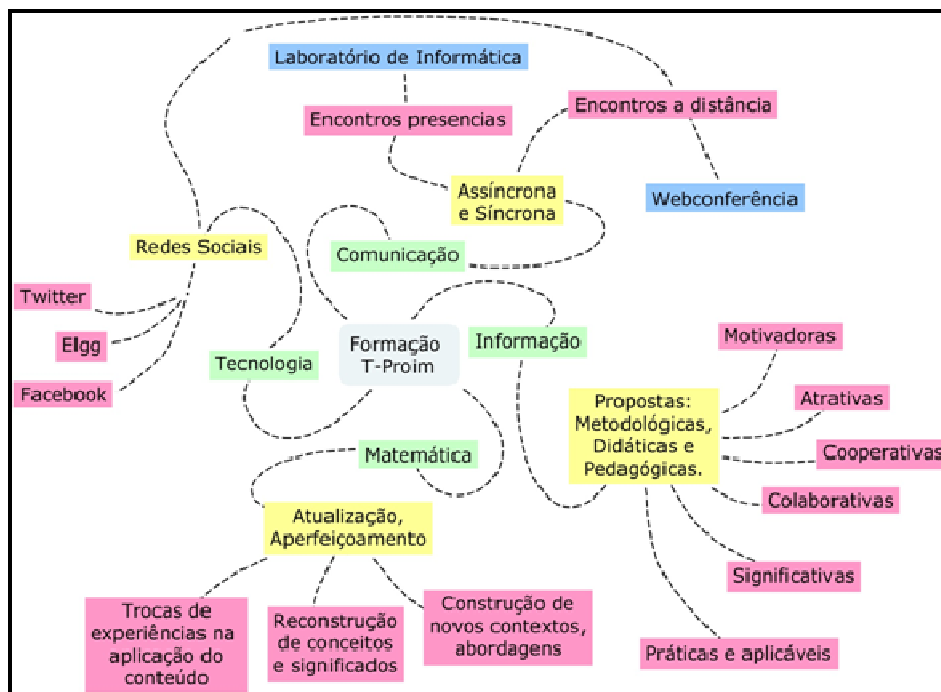 Laboratório de Informática
Encontros presencias
Encontros a distância
Assíncrona
e Síncrona
Webconferência
Redes Sociais
Comunicação
Twitter
Elgg
Facebook
Tecnologia
Formação
T-Proim
Informação
Motivadoras
Atrativas
Propostas:
Metodológicas,
Didáticas e
Pedagógicas.
Cooperativas
Colaborativas
Significativas
Práticas e aplicáveis
Matemática
Atualização,
Aperfeiçoamento
Trocas de
experiências na
aplicação do
conteúdo
Reconstrução
de conceitos
e significados
Construção de
novos contextos,
abordagens